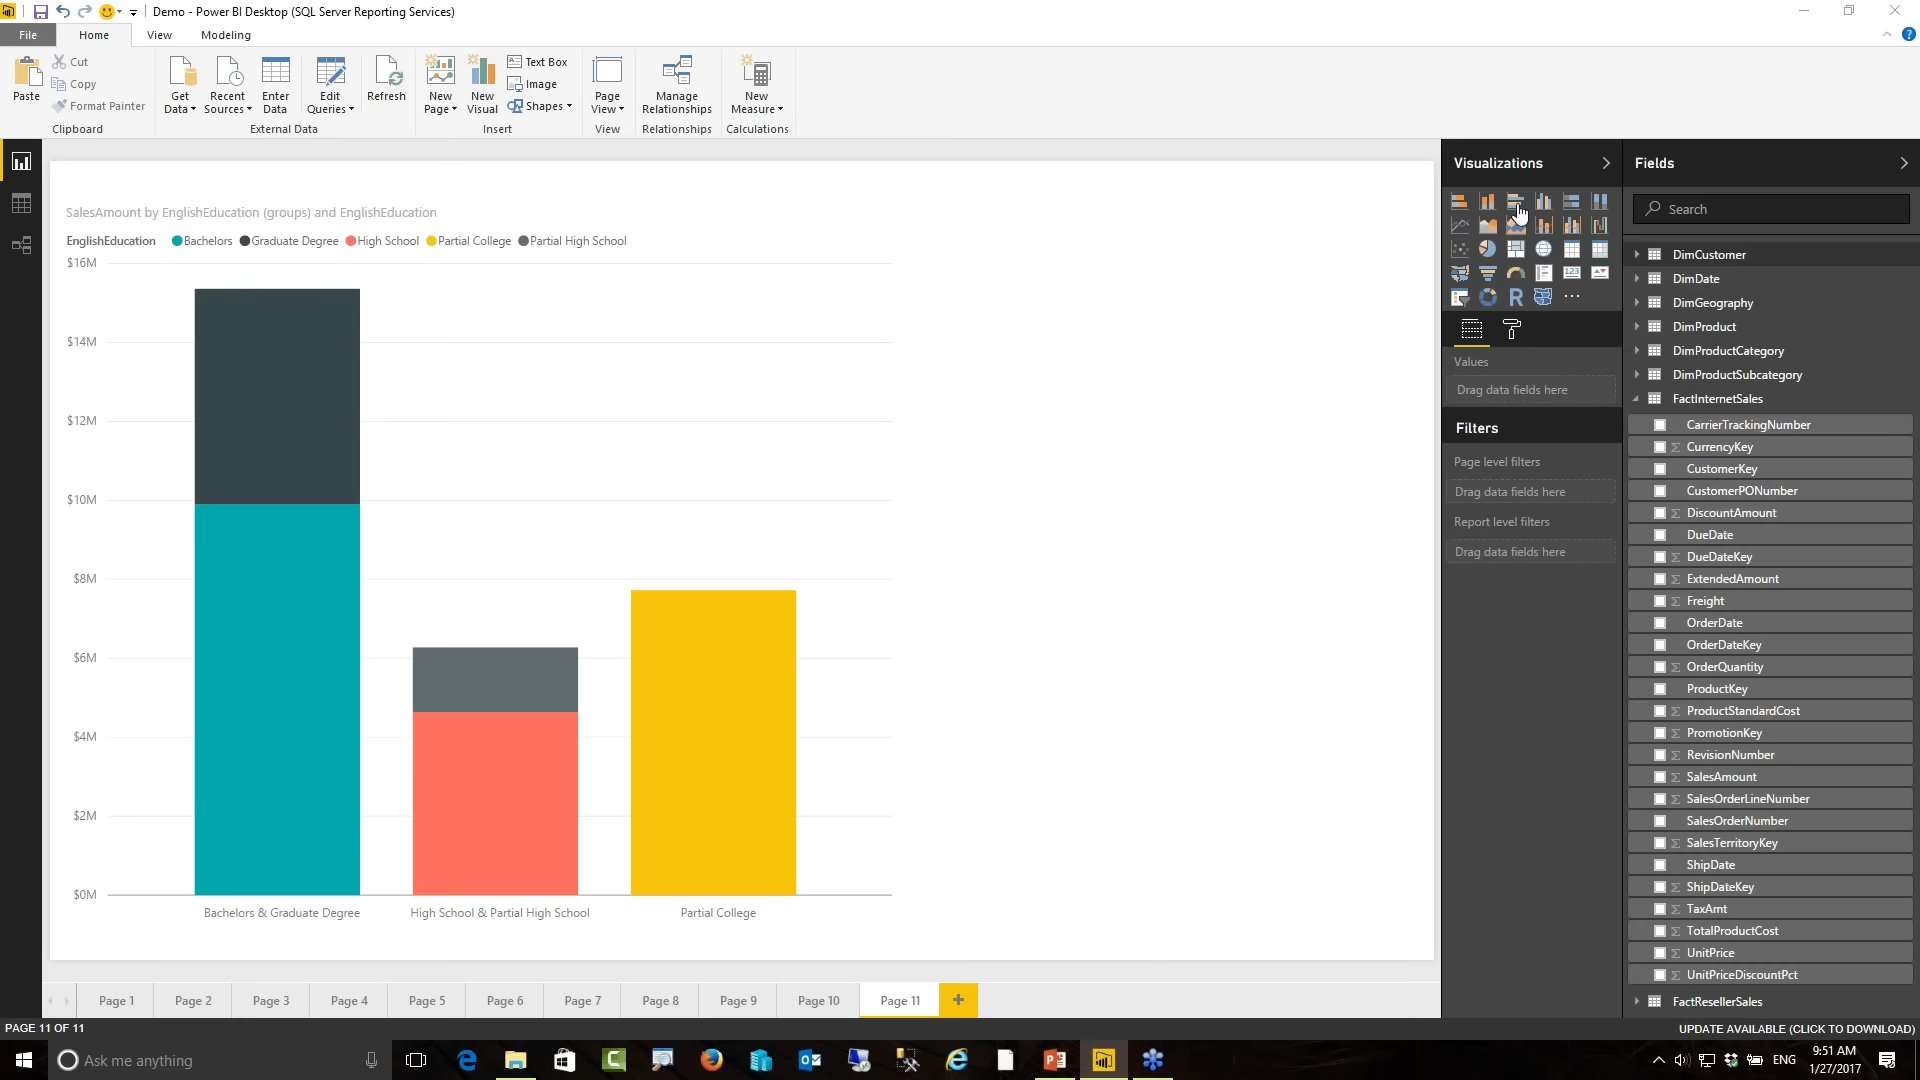 Demo - Power BI Desktop (SQL Server Reporting Services)
File Home View Modeling
Paste
Cut
Copy
Format Painter
Clipboard
Get Data
Recent Sources
Enter Data
Edit Queries
Refresh
External Data
New Page
New Visual
Text Box
Image
Shapes
Insert
Page View
View
Manage Relationships
Relationships
New Measure
Calculations
SalesAmount by EnglishEducation (groups) and EnglishEducation
EnglishEducation Bachelors Graduate Degree High School Partial College Partial High School
$16M
$14M
$12M
$10M
$8M
$6M
$4M
$2M
$0M
Bachelors & Graduate Degree High School & Partial High School Partial College
Visualizations
R
123
Values
Drag data fields here
Filters
Page level filters
Drag data fields here
Report level filters
Drag data fields here
Fields
Search
DimCustomer
DimDate
DimGeography
DimProduct
DimProductCategory
DimProductSubcategory
FactInternetSales
CarrierTrackingNumber
Σ CurrencyKey
CustomerKey
CustomerPONumber
Σ DiscountAmount
DueDate
Σ DueDateKey
Σ ExtendedAmount
Σ Freight
OrderDate
OrderDateKey
Σ OrderQuantity
ProductKey
Σ ProductStandardCost
Σ PromotionKey
Σ RevisionNumber
Σ SalesAmount
Σ SalesOrderLineNumber
SalesOrderNumber
Σ SalesTerritoryKey
ShipDate
Σ ShipDateKey
Σ TaxAmt
Σ TotalProductCost
Σ UnitPrice
Σ UnitPriceDiscountPct
FactResellerSales
Page 1 Page 2 Page 3 Page 4 Page 5 Page 6 Page 7 Page 8 Page 9 Page 10 Page 11 +
PAGE 11 OF 11
UPDATE AVAILABLE (CLICK TO DOWNLOAD)
Ask me anything
ENG
9:51 AM
1/27/2017